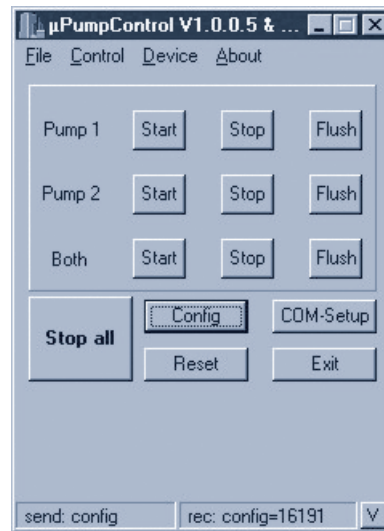 µPumpControl V1.0.0.5 & ...
File Control Device About
Pump 1 Start Stop Flush
Pump 2 Start Stop Flush
Both Start Stop Flush
Stop all
Config COM-Setup
Reset Exit
send: config rec: config=16191 V